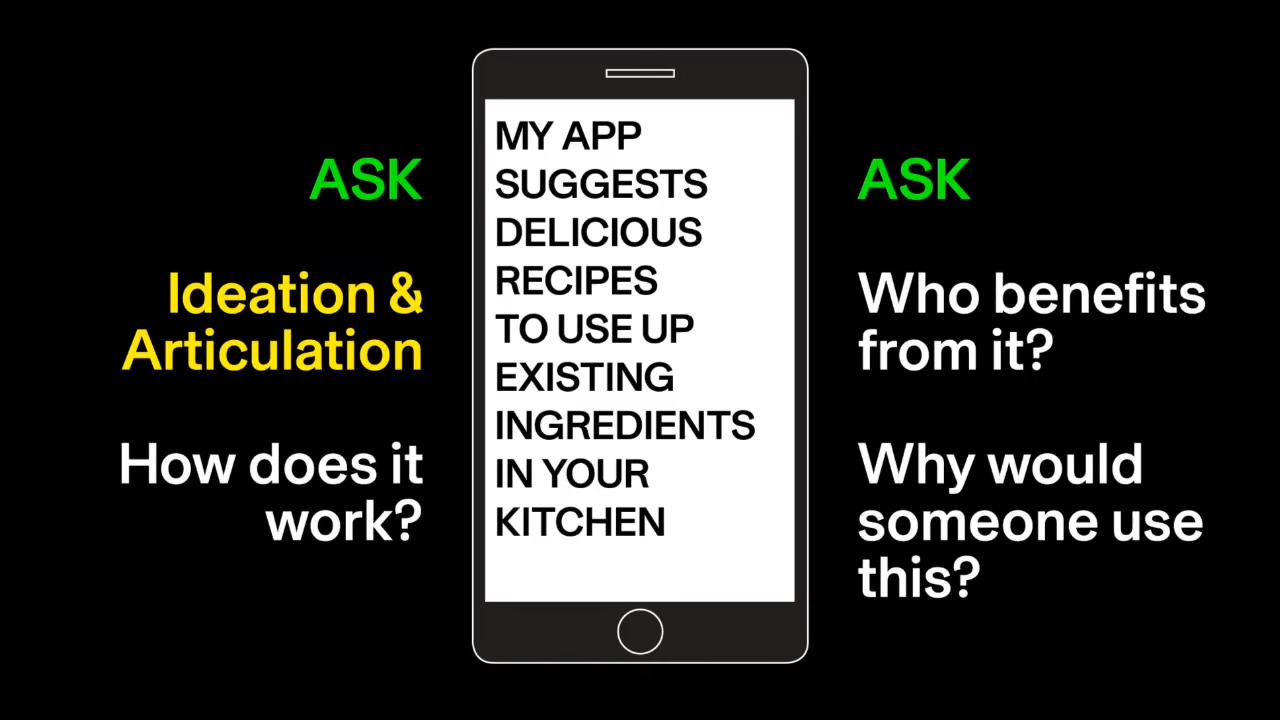 ASK
Ideation &
Articulation
How does it
work?
MY APP
SUGGESTS
DELICIOUS
RECIPES
TO USE UP
EXISTING
INGREDIENTS
IN YOUR
KITCHEN
ASK
Who benefits
from it?
Why would
someone use
this?